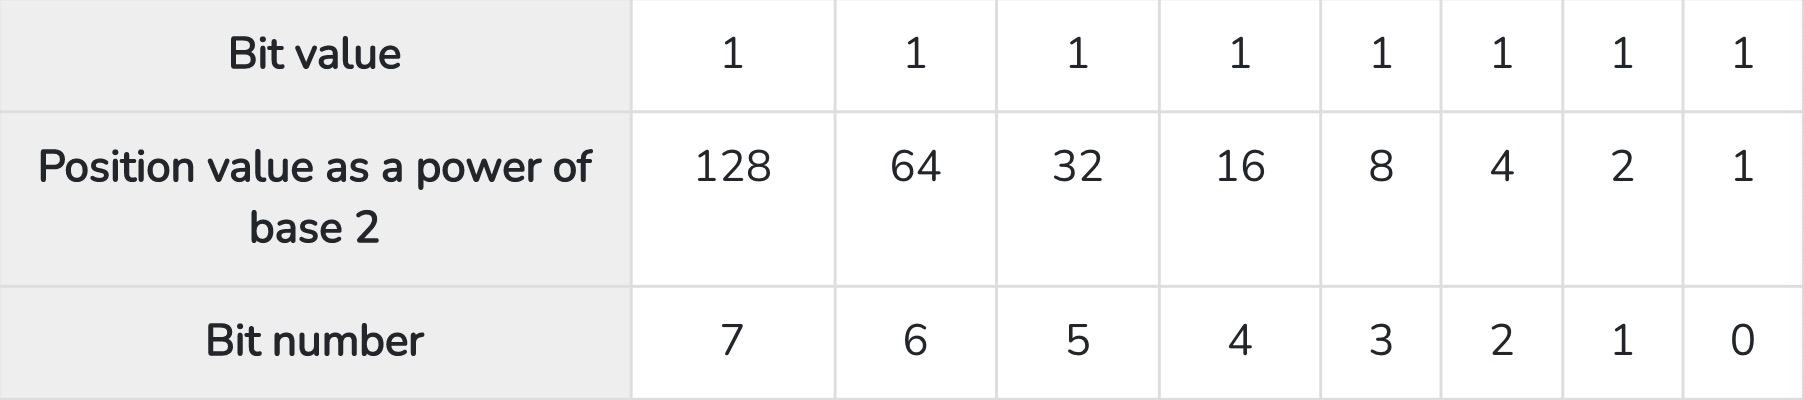 Bit value 1 1 1 1 1 1 1 1
Position value as a power of 128 64 32 16 8 4 2 1
base 2
Bit number 7 6 5 4 3 2 1 0